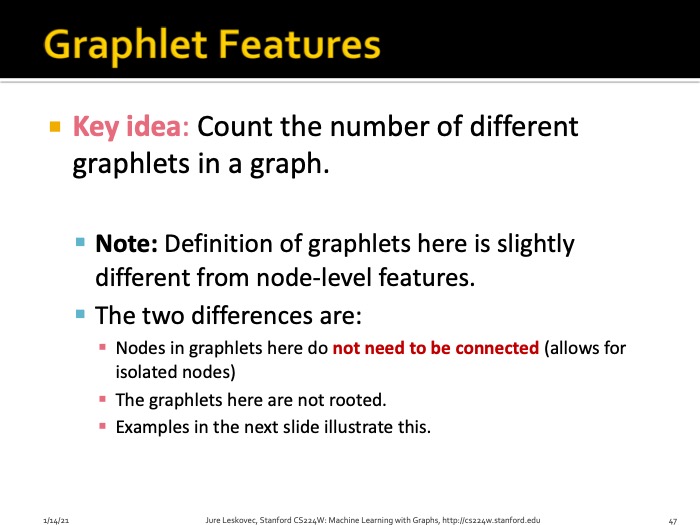 Graphlet Features
Key idea: Count the number of different
graphlets in a graph.
Note: Definition of graphlets here is slightly
different from node-level features.
The two differences are:
Nodes in graphlets here do not need to be connected (allows for
isolated nodes)
The graphlets here are not rooted.
Examples in the next slide illustrate this.
1/14/21 Jure Leskovec, Stanford CS224W: Machine Learning with Graphs, http://cs224w.stanford.edu 47